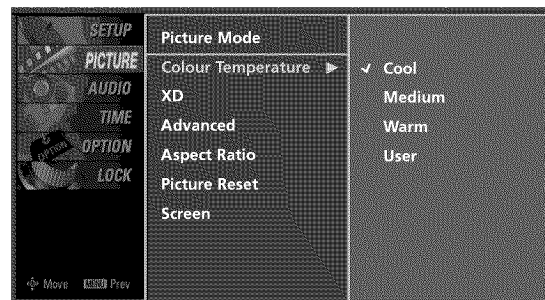 SETUP
PICTURE
AUDIO
TIME
OPTION
LOCK
Move MENU Prev
Picture Mode
Colour Temperature ▶
XD
Advanced
Aspect Ratio
Picture Reset
Screen
✓ Cool
Medium
Warm
User